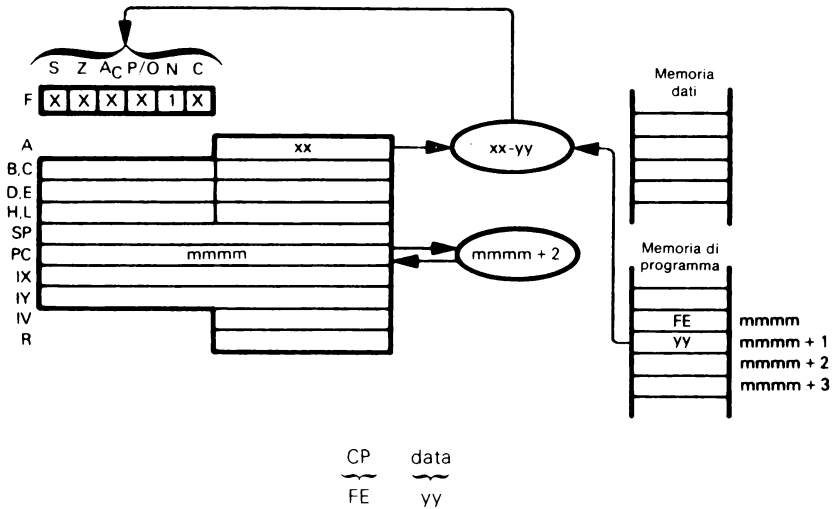 S Z AC P/O N C
F X X X X 1 X
A xx
B,C
D,E
H,L
SP
PC mmmm
IX
IY
IV
R
xx-yy
mmmm + 2
Memoria
dati
Memoria di
programma
FE mmmm
yy mmmm + 1
mmmm + 2
mmmm + 3
CP data
FE yy